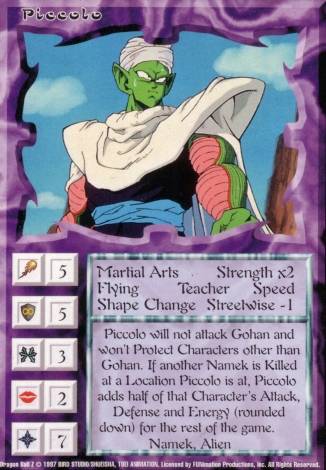 Piccolo
5
5
3
2
7
Martial Arts Strength x2
Flying Teacher Speed
Shape Change Streetwise -1
Piccolo will not attack Gohan and
won't Protect Characters other than
Gohan. If another Namek is Killed
at a Location Piccolo is at, Piccolo
adds half of that Character's Attack,
Defense and Energy (rounded
down) for the rest of the game.
Namek, Alien
Dragon Ball Z © 1997 BIRD STUDIO/SHUEISHA, TOEI ANIMATION. Licensed by FUNimation Productions, Inc. All Rights Reserved.